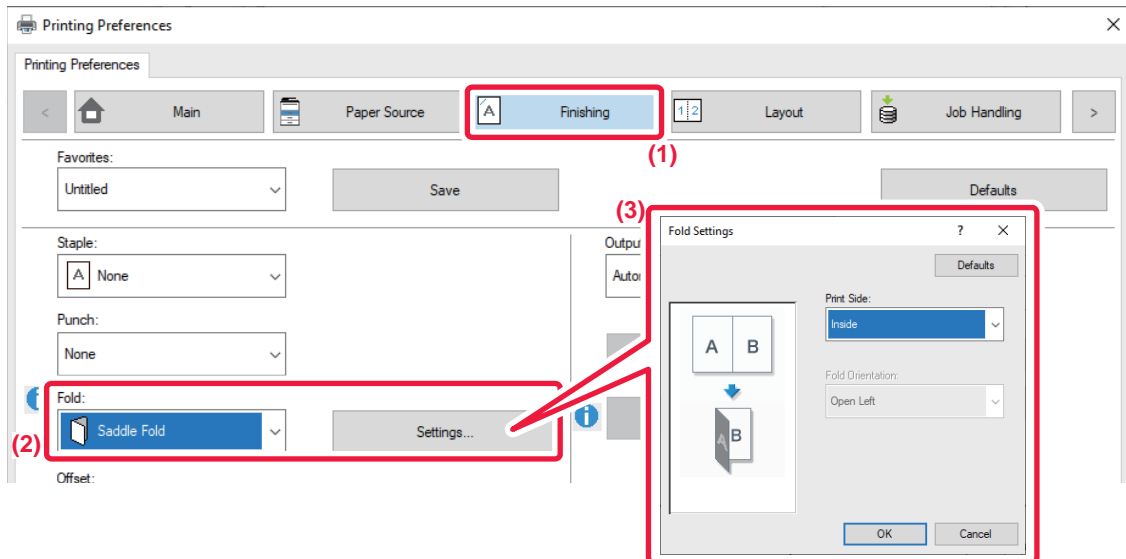 Printing Preferences
Printing Preferences
< Main Paper Source A Finishing 1 2 Layout Job Handling >
(1)
Favorites:
Untitled Save Defaults
(3)
Fold Settings ? 
Defaults
Staple:
A None
Punch:
None
(2)
Fold:
Saddle Fold Settings...
Offset:
Print Side:
Inside
A B
Fold Orientation:
Open Left
A B
OK Cancel